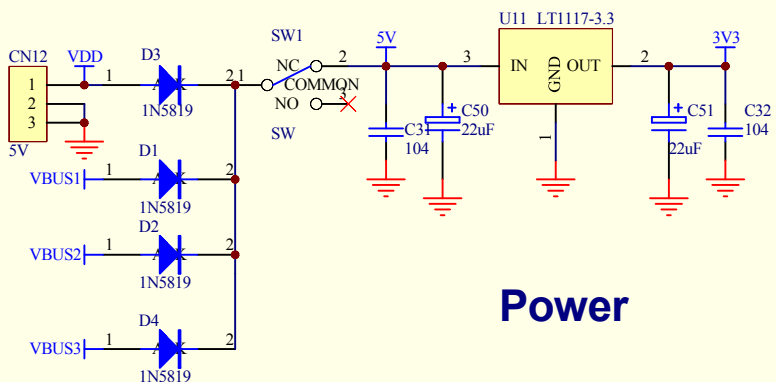 U11 LT1117-3.3
CN12
VDD
D3
SW1
5V
3V3
1
2
3
5V
1
2
1N5819
1
NC
2
COMMON
NO
3
SW
3
IN
OUT
GND
2
1
C31
104
C50
22uF
C51
22uF
C32
104
D1
VBUS1
1
2
1N5819
D2
VBUS2
1
2
1N5819
D4
VBUS3
1
2
1N5819
Power